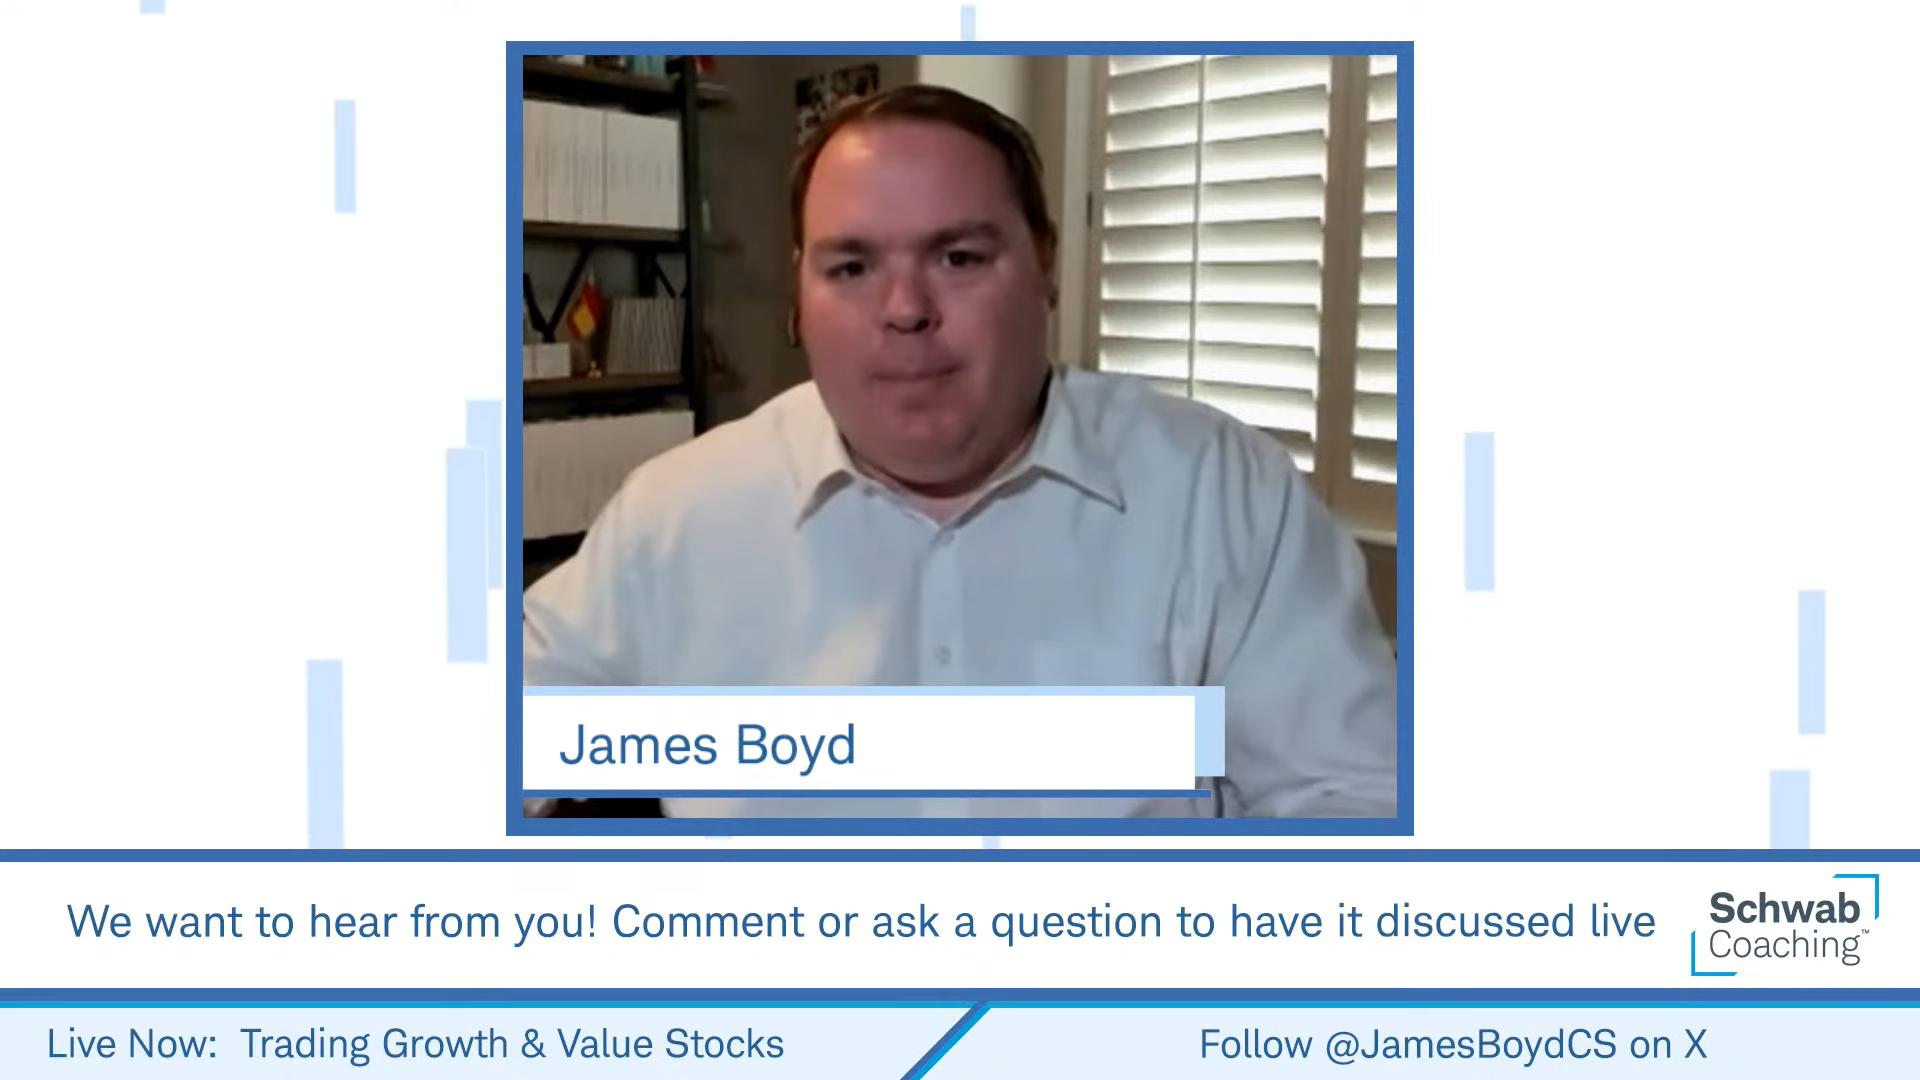 James Boyd
We want to hear from you! Comment or ask a question to have it discussed live
Schwab
Coaching™
Live Now: Trading Growth & Value Stocks
Follow @JamesBoydCS on X